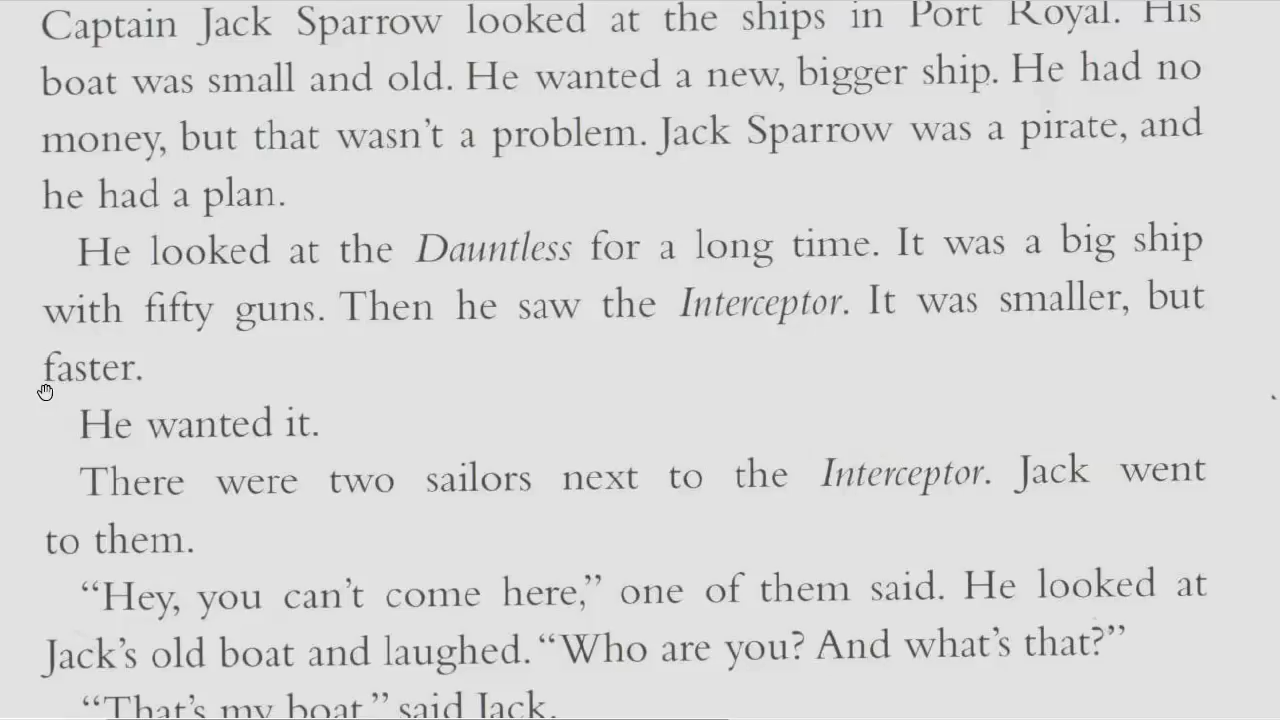 Captain Jack Sparrow looked at the ships in Port Royal. His
boat was small and old. He wanted a new, bigger ship. He had no
money, but that wasn’t a problem. Jack Sparrow was a pirate, and
he had a plan.
He looked at the Dauntless for a long time. It was a big ship
with fifty guns. Then he saw the Interceptor. It was smaller, but
faster.
He wanted it.
There were two sailors next to the Interceptor. Jack went
to them.
“Hey, you can’t come here,” one of them said. He looked at
Jack’s old boat and laughed. “Who are you? And what’s that?”
“That’s my boat,” said Jack.